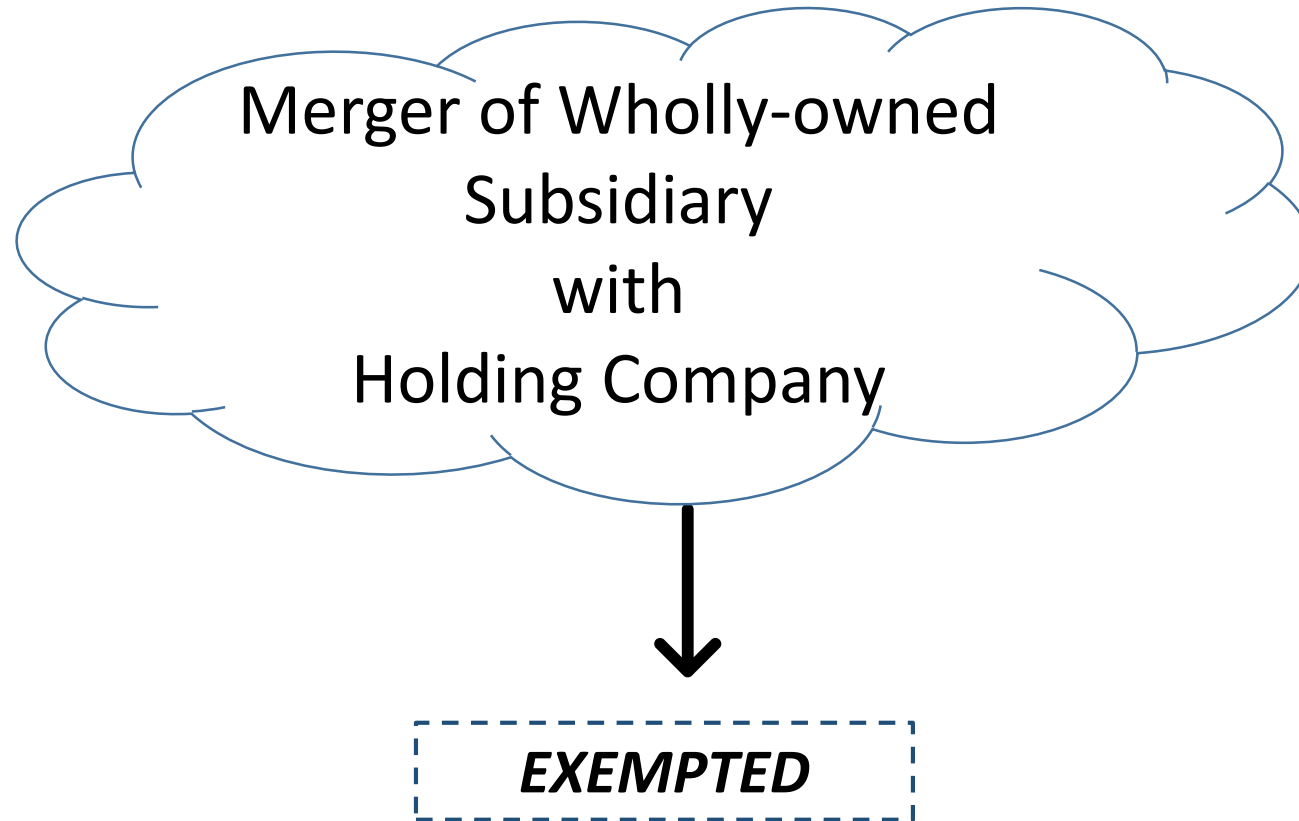 Merger of Wholly-owned
Subsidiary
with
Holding Company
EXEMPTED